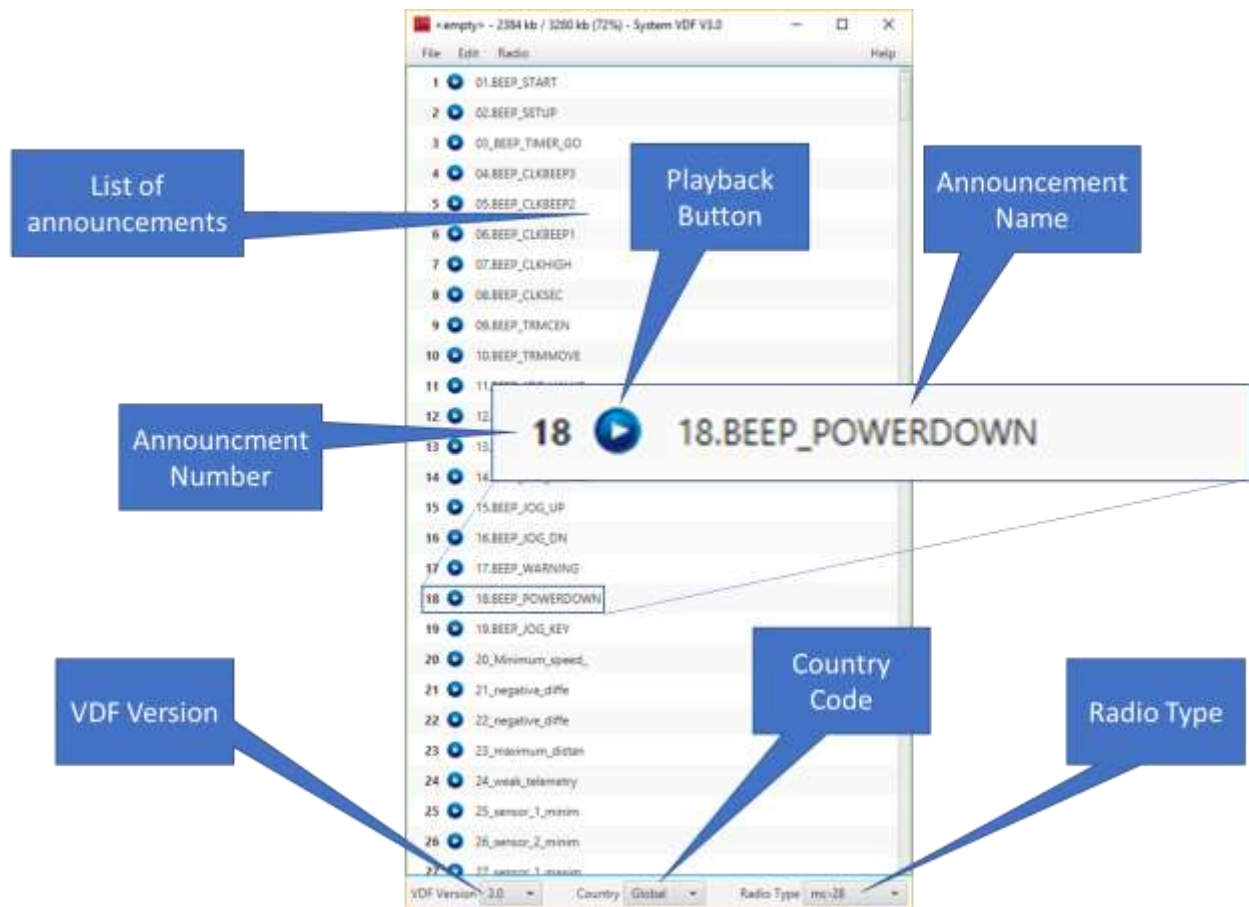 <empty> - 2384 kb / 3280 kb (72%) - System VDF V3.0
File Edit Radio Help
1 01.BEEP_START
2 02.BEEP_SETUP
3 03_BEEP_TIMER_GO
4 04.BEEP_CLKBEEP3
5 05.BEEP_CLKBEEP2
6 06.BEEP_CLKBEEP1
7 07.BEEP_CLKHIGH
8 08.BEEP_CLKSEC
9 09.BEEP_TRMCEN
10 10.BEEP_TRMMOVE
11
12 12.
13 13.
14 14.
15 15.BEEP_JOG_UP
16 16.BEEP_JOG_DN
17 17.BEEP_WARNING
18 18.BEEP_POWERDOWN
19 19.BEEP_JOG_KEY
20 20_Minimum_speed_
21 21_negative_diffe
22 22_negative_diffe
23 23_maximum_distan
24 24_weak_telemetry
25 25_sensor_1_minim
26 26_sensor_2_minim
27 27_sensor_1_maxim
VDF Version 3.0 Country Global Radio Type mc-28
List of
announcements
Playback
Button
Announcement
Name
Announcment
Number
18 18.BEEP_POWERDOWN
VDF Version
Country
Code
Radio Type